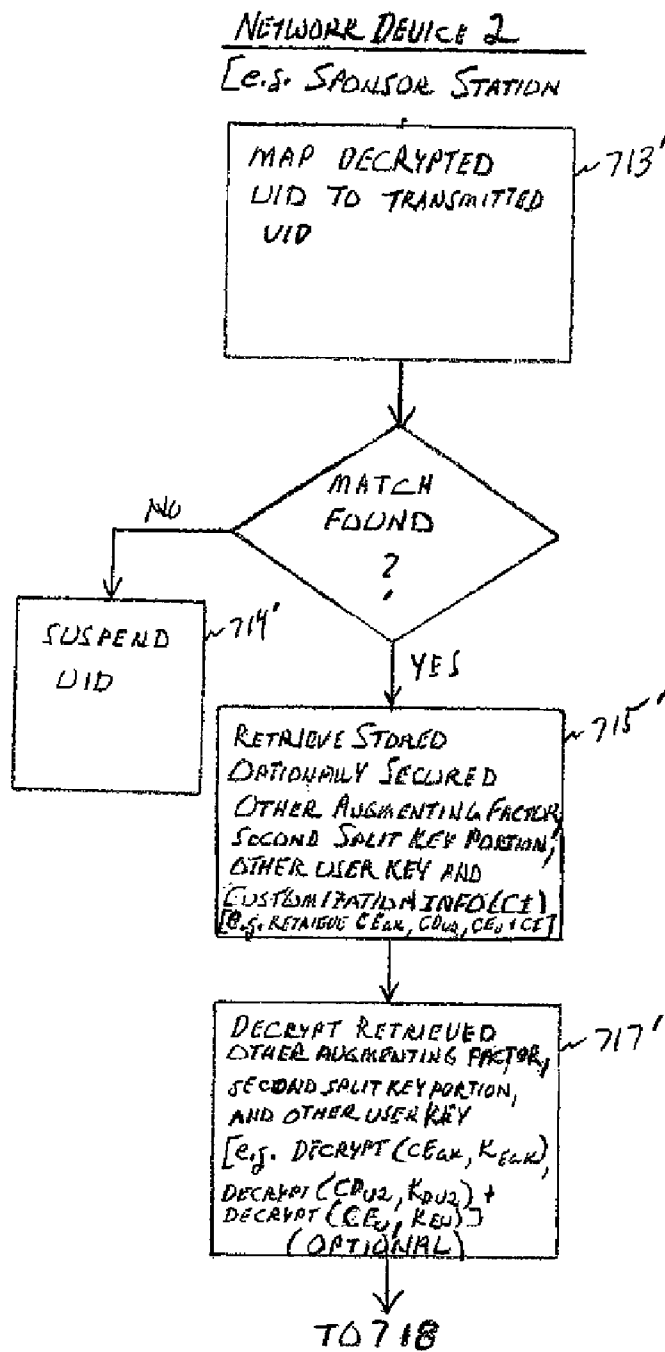 NETWORK DEVICE 2
[e.g. SPONSOR STATION
MAP DECRYPTED
UID TO TRANSMITTED
UID
713'
MATCH
FOUND
?
NO
SUSPEND
UID
714'
YES
RETRIEVE STORED
OPTIONALLY SECURED
OTHER AUGMENTING FACTOR,
SECOND SPLIT KEY PORTION,
OTHER USER KEY AND
CUSTOMIZATION INFO (CI)
[e.g. RETRIEVE CEAK, CDU2, CEU + CI]
715'
DECRYPT RETRIEVED
OTHER AUGMENTING FACTOR,
SECOND SPLIT KEY PORTION,
AND OTHER USER KEY
[e.g. DECRYPT (CEAK, KEAK),
DECRYPT (CDU2, KDU2) +
DECRYPT (CEU, KEU)]
(OPTIONAL)
717'
TO 718